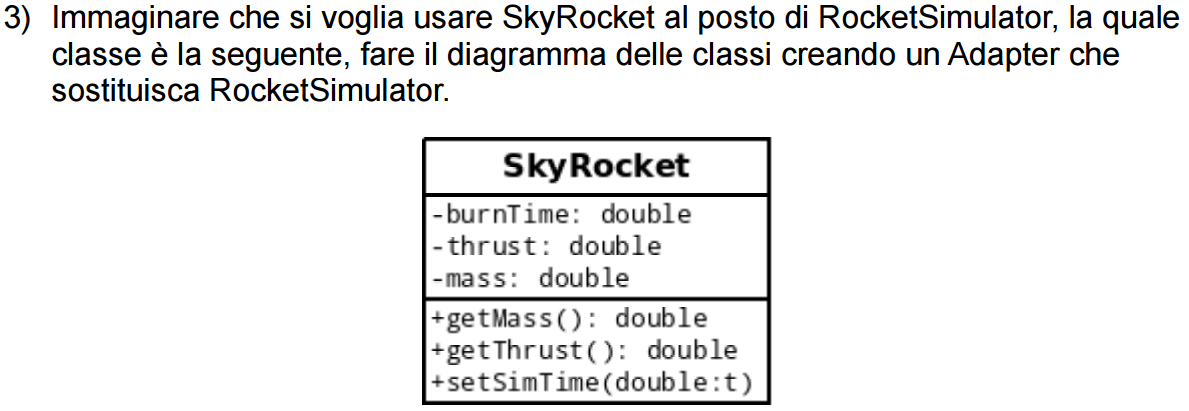 3) Immaginare che si voglia usare SkyRocket al posto di RocketSimulator, la quale
classe è la seguente, fare il diagramma delle classi creando un Adapter che
sostituisca RocketSimulator.
SkyRocket
-burnTime: double
-thrust: double
-mass: double
+getMass(): double
+getThrust(): double
+setSimTime(double:t)